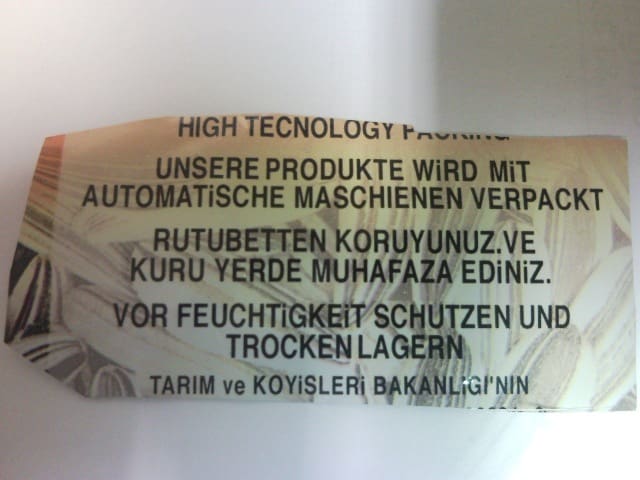 HIGH TECNOLOGY PACKING
UNSERE PRODUKTE WiRD MiT
AUTOMATiSCHE MASCHIENEN VERPACKT
RUTUBETTEN KORUYUNUZ.VE
KURU YERDE MUHAFAZA EDiNiZ.
VOR FEUCHTiGKEiT SCHUTZEN UND
TROCKEN LAGERN
TARIM ve KOYiSLERi BAKANLIGI'NIN